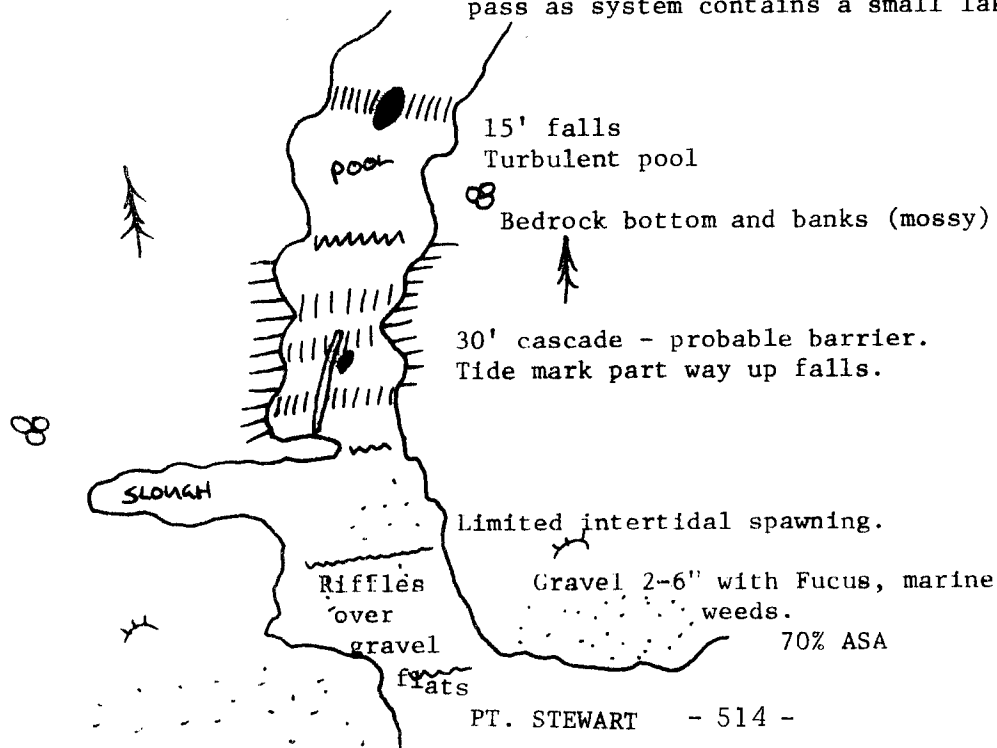 pass as system contains a small
15' falls
Turbulent pool
POOL
Bedrock bottom and banks (mossy)
30' cascade - probable barrier.
Tide mark part way up falls.
SLOUGH
Limited intertidal spawning.
Riffles
over
gravel
flats
Gravel 2-6" with Fucus, marine
weeds.
70% ASA
PT. STEWART - 514 -